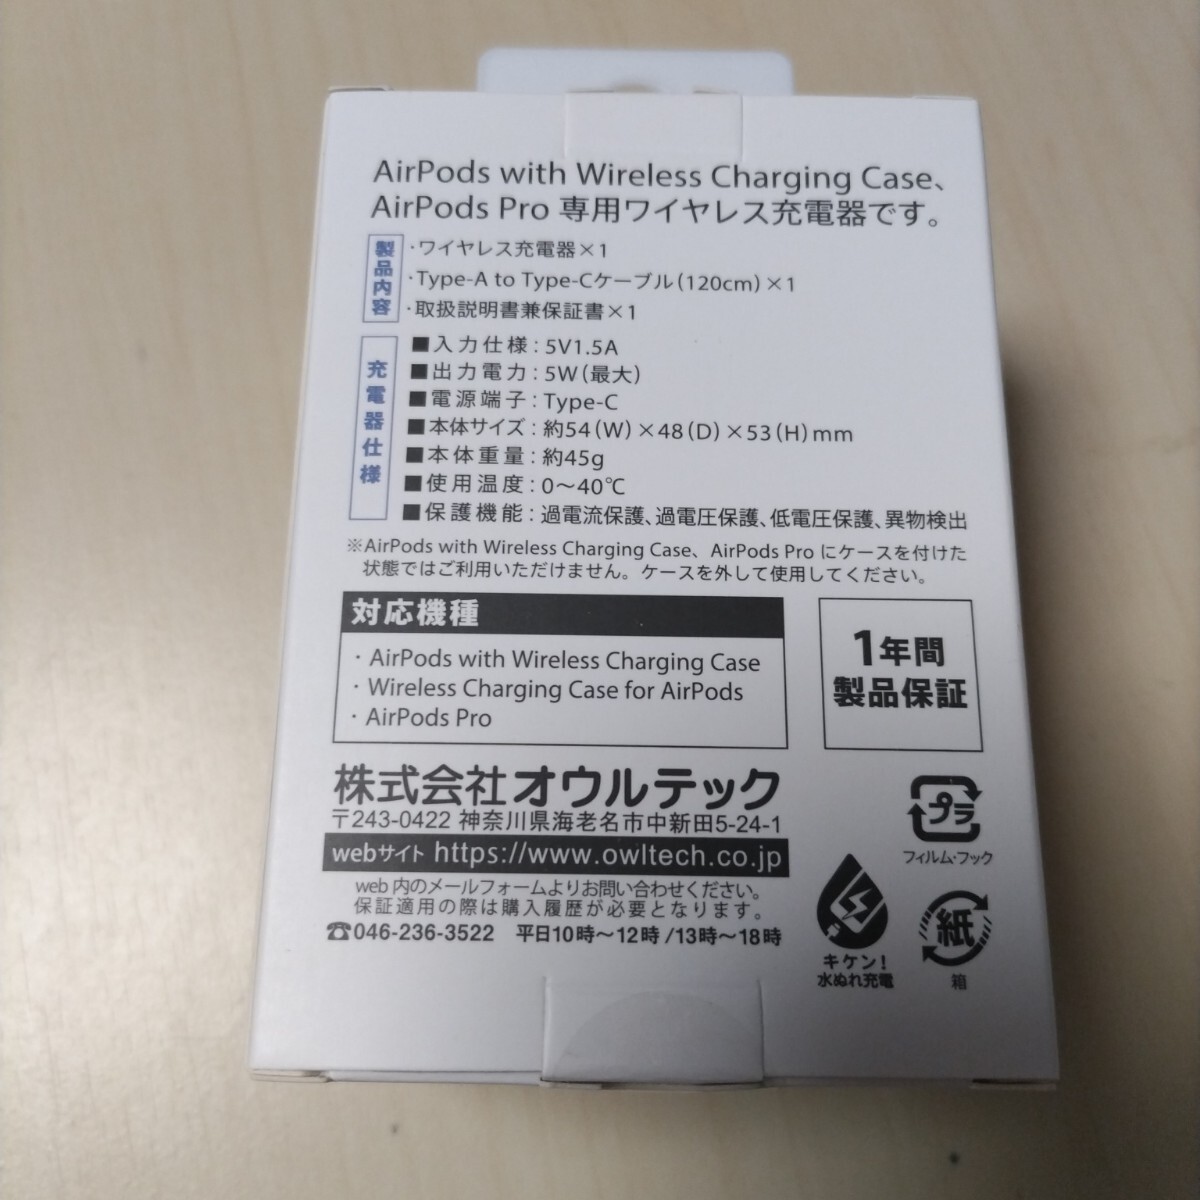 AirPods with Wireless Charging Case、
AirPods Pro 専用ワイヤレス充電器です。
製品内容
・ワイヤレス充電器×1
・Type-A to Type-Cケーブル(120cm)×1
・取扱説明書兼保証書×1
充電器仕様
■入力仕様：5V1.5A
■出力電力：5W(最大)
■電源端子：Type-C
■本体サイズ：約54(W)×48(D)×53(H)mm
■本体重量：約45g
■使用温度：0～40℃
■保護機能：過電流保護、過電圧保護、低電圧保護、異物検出
※AirPods with Wireless Charging Case、AirPods Pro にケースを付けた
状態ではご利用いただけません。ケースを外して使用してください。
対応機種
・AirPods with Wireless Charging Case
・Wireless Charging Case for AirPods
・AirPods Pro
1年間
製品保証
株式会社オウルテック
〒243-0422 神奈川県海老名市中新田5-24-1
webサイト https://www.owltech.co.jp
web内のメールフォームよりお問い合わせください。
保証適用の際は購入履歴が必要となります。
☎046-236-3522 平日10時～12時/13時～18時
プラ
フィルム・フック
キケン!
水ぬれ充電
紙
箱